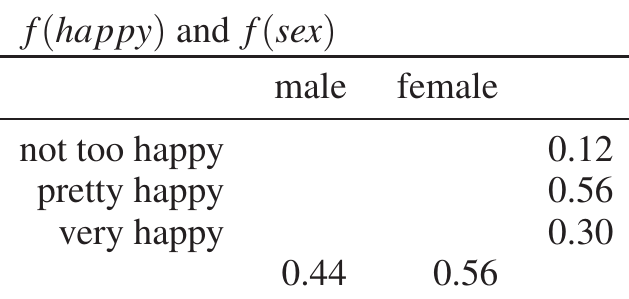 f(happy) and f(sex)
male female
not too happy 0.12
pretty happy 0.56
very happy 0.30
0.44 0.56